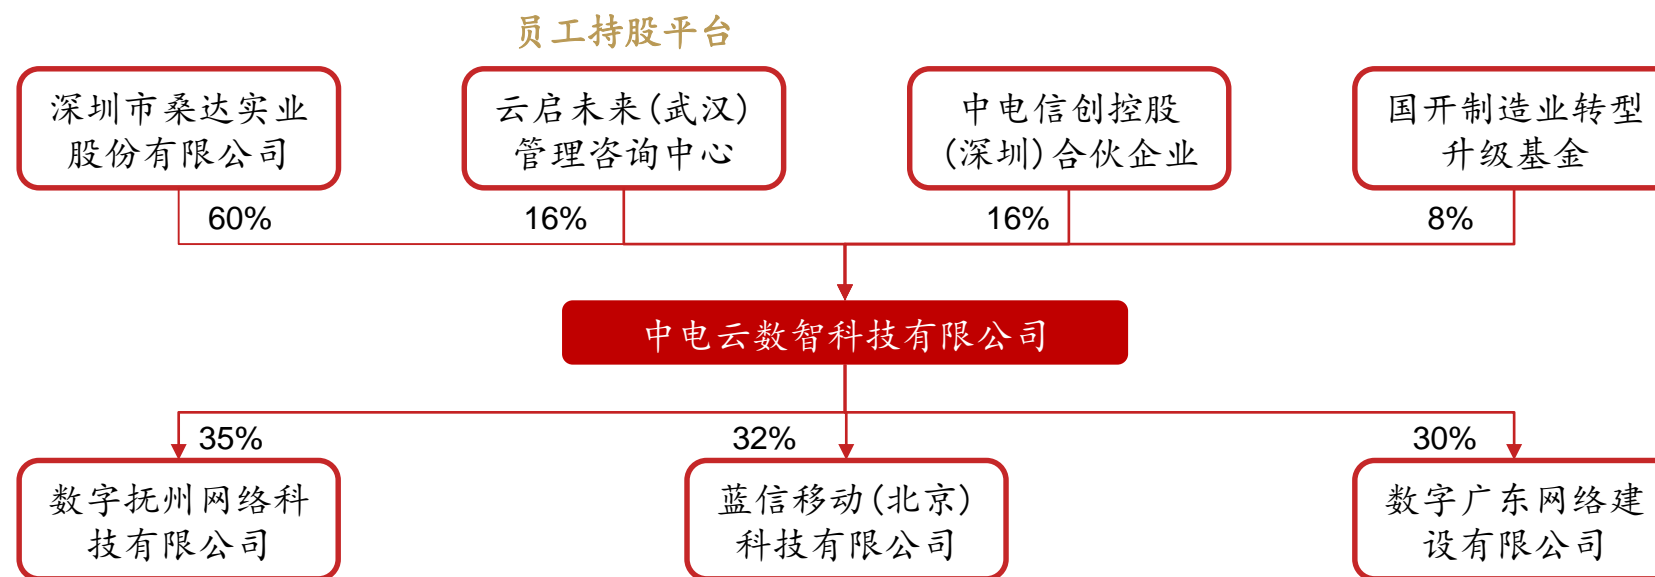 员工持股平台
深圳市桑达实业
股份有限公司
云启未来(武汉)
管理咨询中心
中电信创控股
(深圳)合伙企业
国开制造业转型
升级基金
60%
16%
16%
8%
中电云数智科技有限公司
35%
32%
30%
数字抚州网络科
技有限公司
蓝信移动(北京)
科技有限公司
数字广东网络建
设有限公司